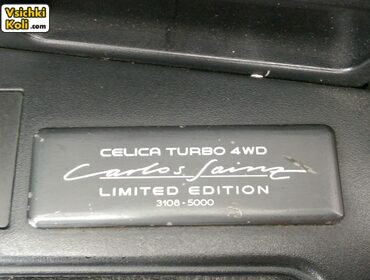 Vsichki
Koli.com
CELICA TURBO 4WD
Carlos Sainz
LIMITED EDITION
3108 - 5000